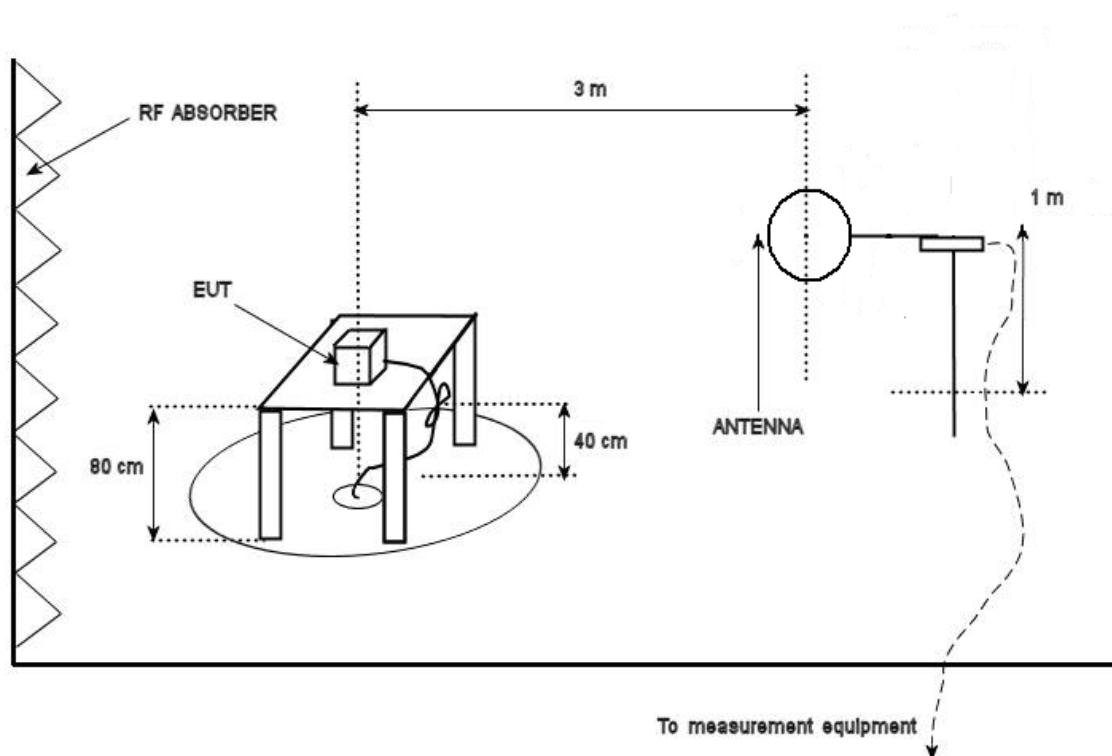 3 m
RF ABSORBER
1 m
EUT
ANTENNA
40 cm
80 cm
To measurement equipment